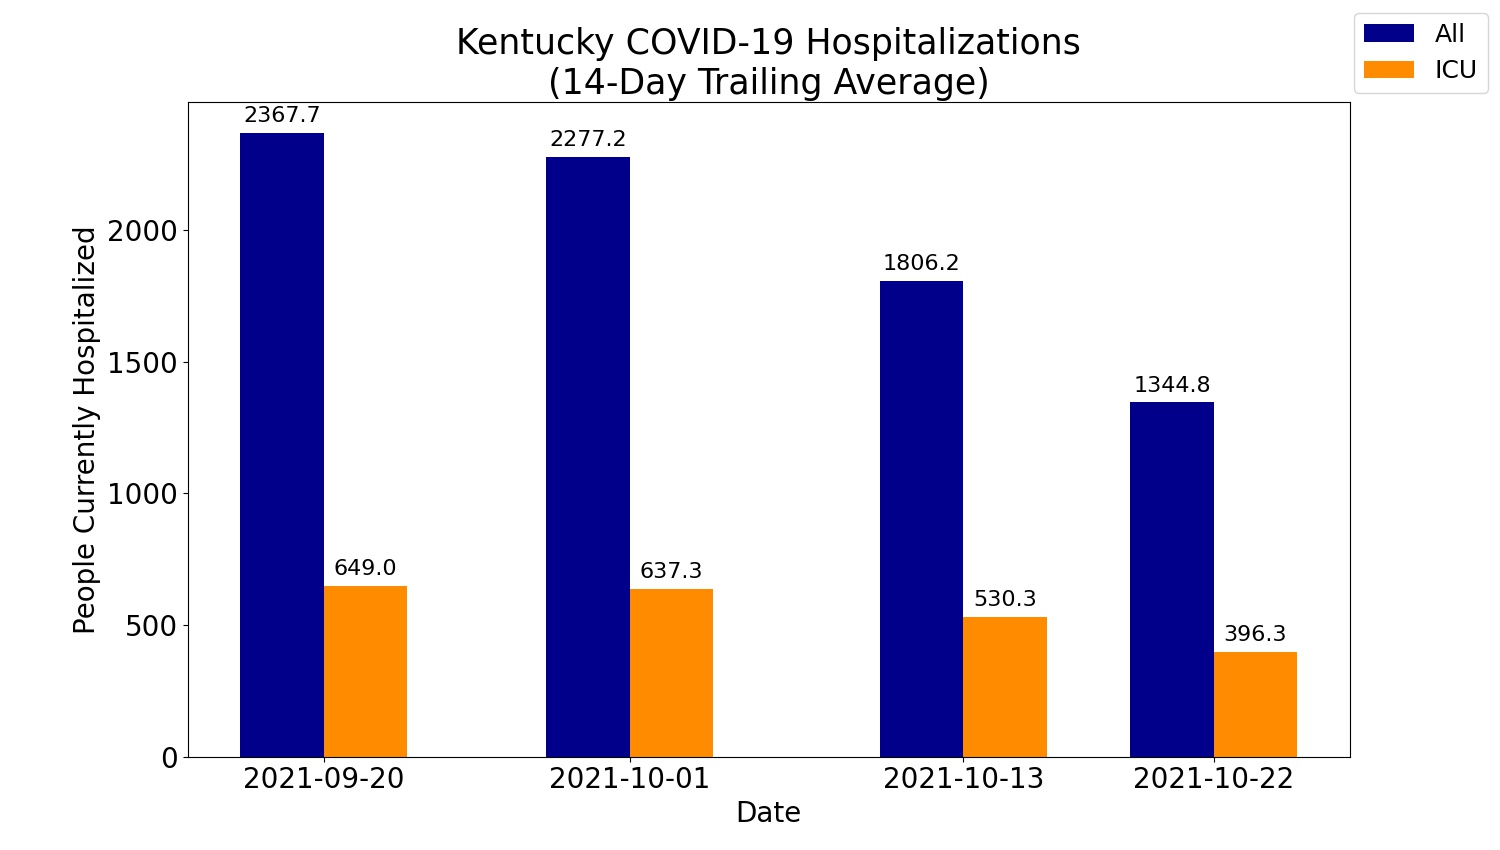 Kentucky COVID-19 Hospitalizations
(14-Day Trailing Average)
All
ICU
People Currently Hospitalized
2000
1500
1000
500
0
2367.7
649.0
2277.2
637.3
1806.2
530.3
1344.8
396.3
2021-09-20
2021-10-01
2021-10-13
2021-10-22
Date